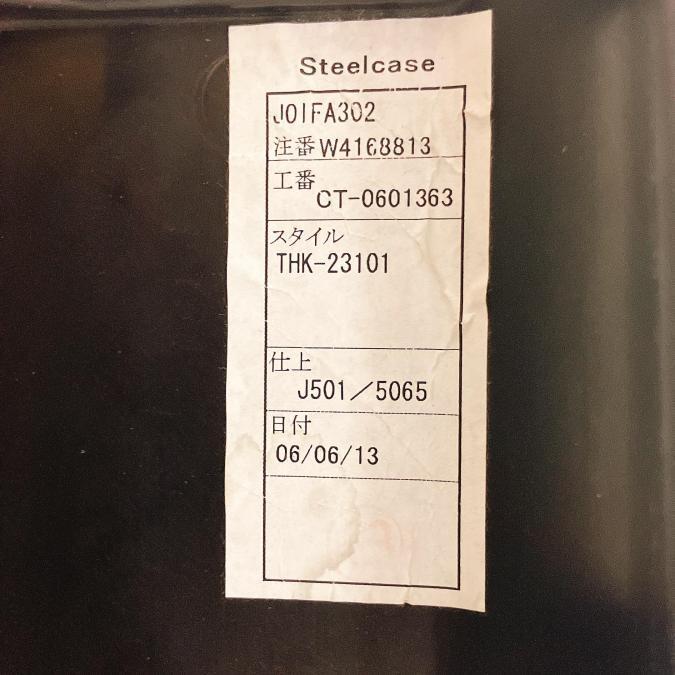 Steelcase
JOIFA302
注番W4168813
工番
CT-0601363
スタイル
THK-23101
仕上
J501／5065
日付
06/06/13